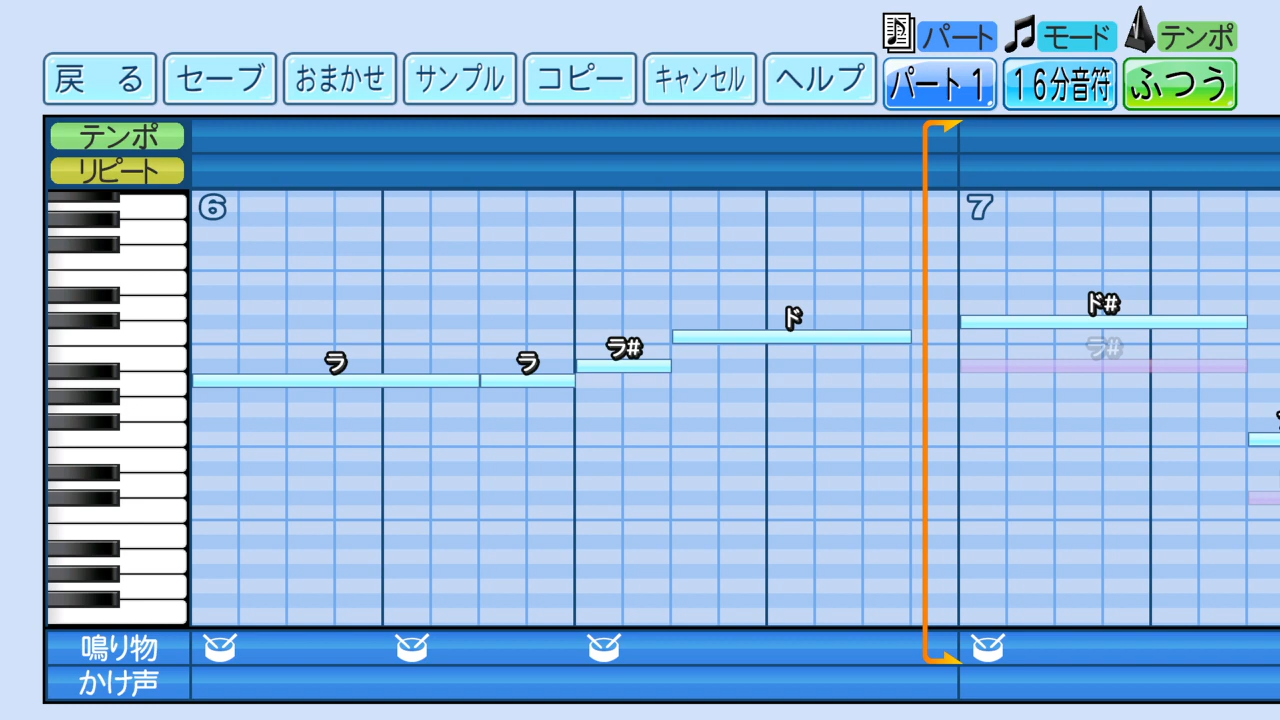 パート モード テンポ
戻る セーブ おまかせ サンプル コピー キャンセル ヘルプ パート1 16分音符 ふつう
テンポ
リピート
6 7
ド#
ド
ラ# ラ#
ラ ラ
鳴り物
かけ声